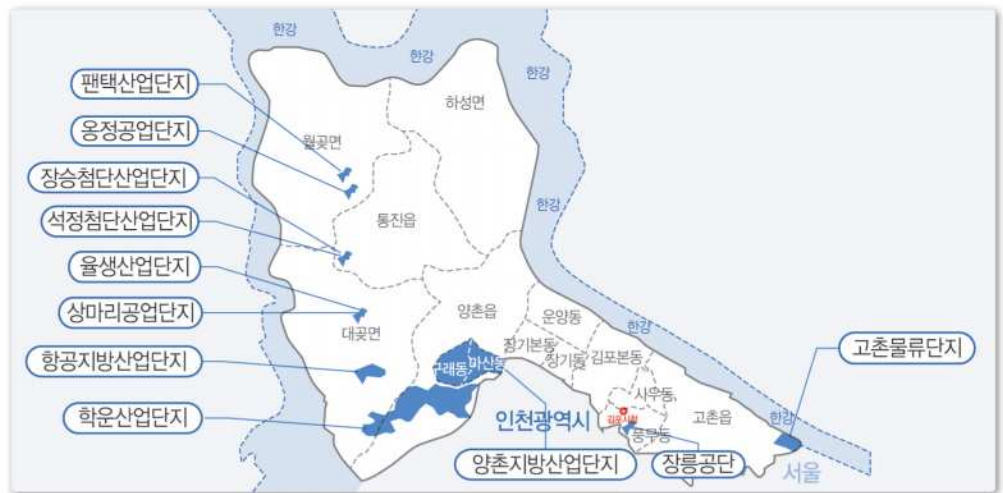 한강
한강
한강
팬택산업단지
하성면
옹정공업단지
월곶면
장승첨단산업단지
한강
석정첨단산업단지
통진읍
율생산업단지
상마리공업단지
양촌읍
운양동
한강
대곶면
장기본동
장기동
김포본동
고촌물류단지
항공지방산업단지
구래동
마산동
사우동
학운산업단지
인천광역시
김포시청
고촌읍
한강
풍무동
양촌지방산업단지
장릉공단
서울